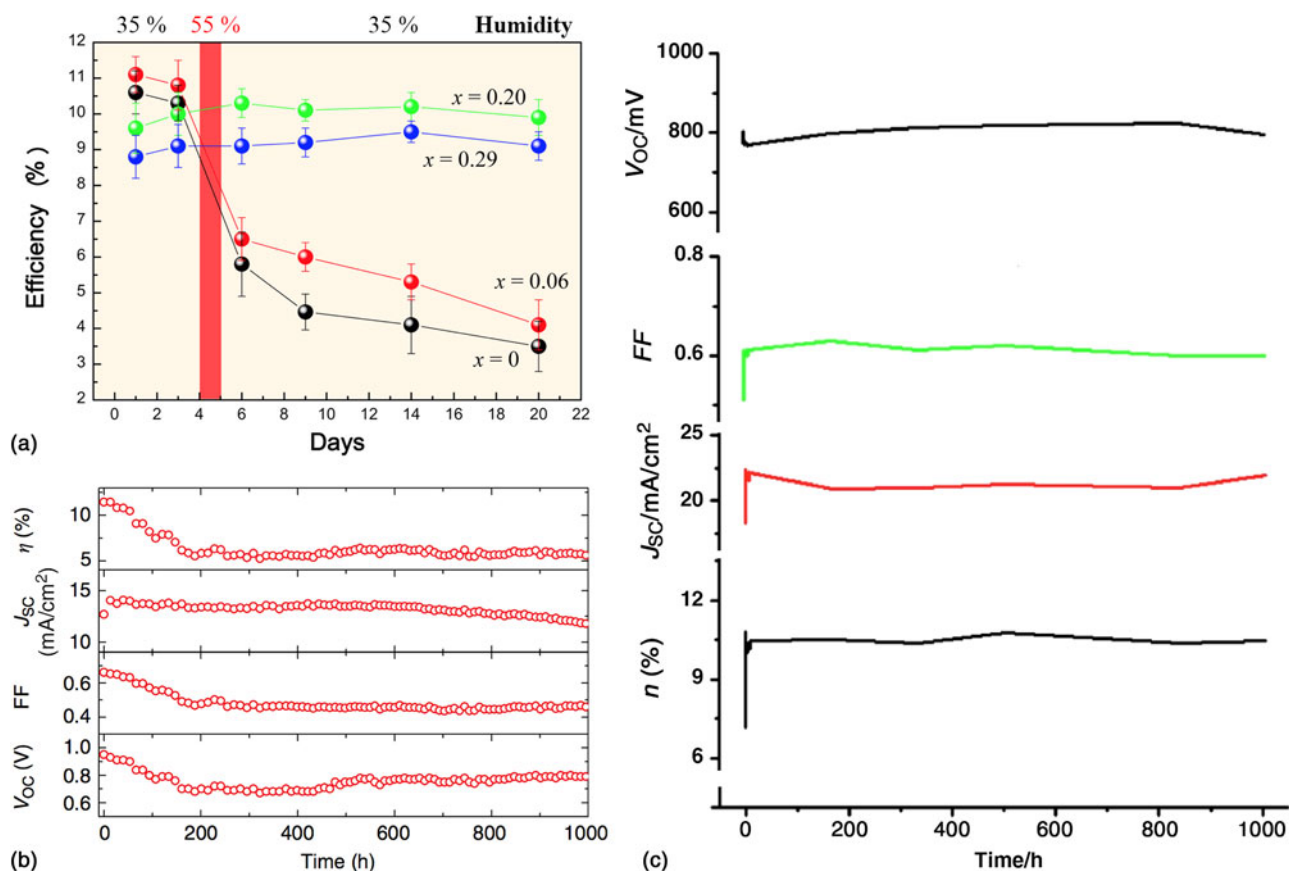 35 % 55 % 35 % Humidity
12
11
10
9
8
7
6
5
4
3
2
Efficiency (%)
x = 0.20
x = 0.29
x = 0.06
x = 0
0 2 4 6 8 10 12 14 16 18 20 22
Days
(a)
η (%)
10
5
JSC (mA/cm²)
15
10
FF
0.6
0.4
VOC (V)
1.0
0.8
0.6
0 200 400 600 800 1000
Time (h)
(b)
VOC/mV
1000
800
600
FF
0.8
0.6
JSC/mA/cm²
25
20
n (%)
12
9
6
0 200 400 600 800 1000
Time/h
(c)